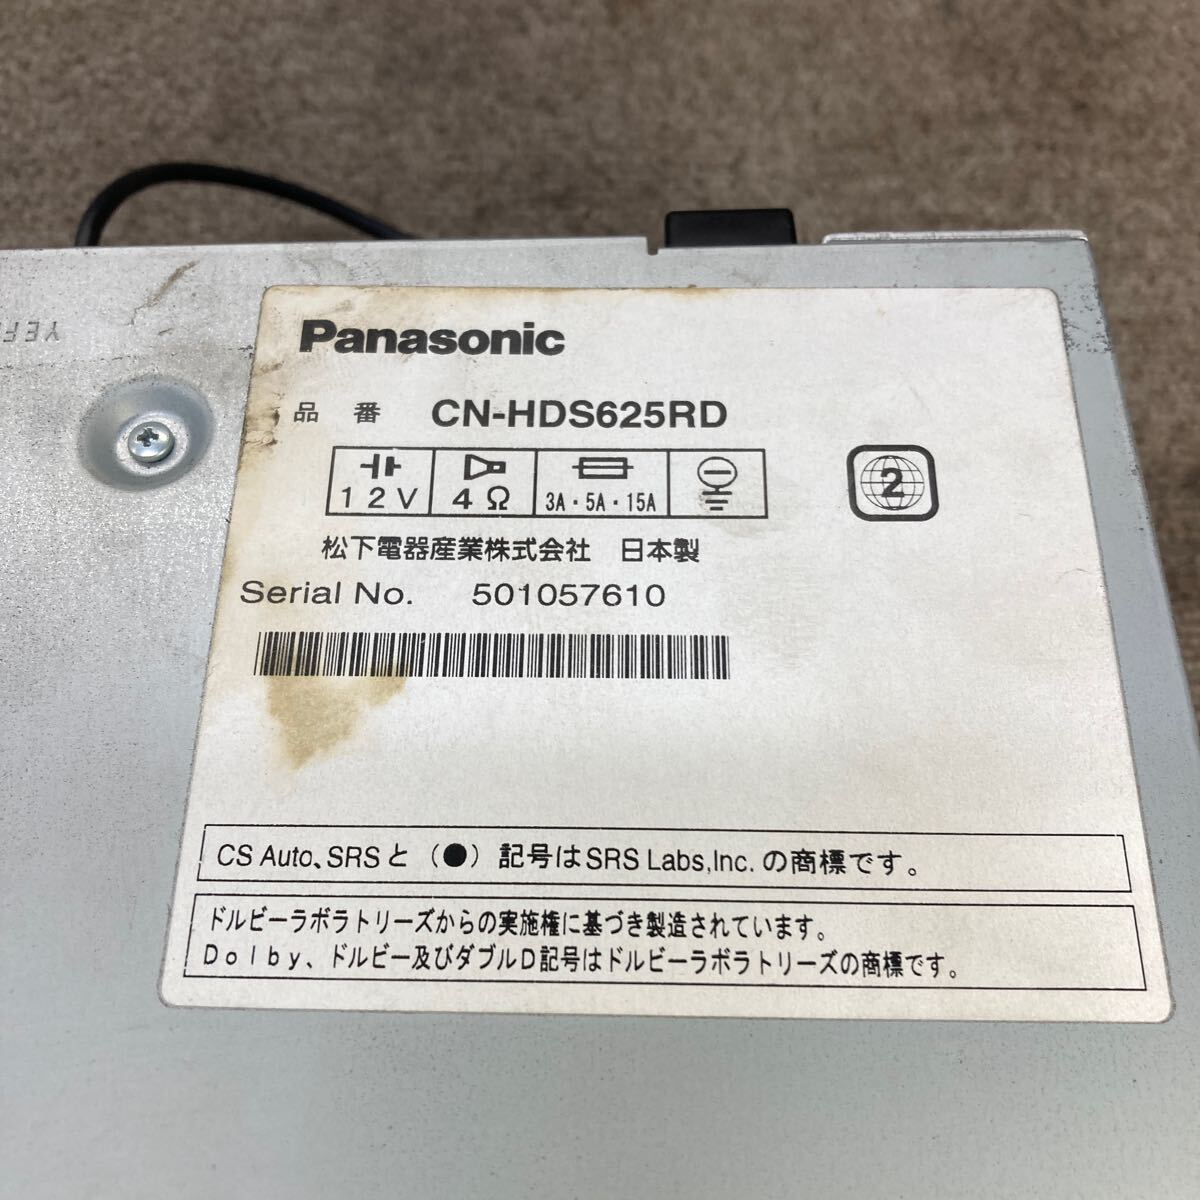 Panasonic
品 番 CN-HDS625RD
12V 4Ω 3A・5A・15A
2
松下電器産業株式会社 日本製
Serial No. 501057610
CS Auto、SRSと（●）記号はSRS Labs,Inc.の商標です。
ドルビーラボラトリーズからの実施権に基づき製造されています。
Dolby、ドルビー及びダブルD記号はドルビーラボラトリーズの商標です。